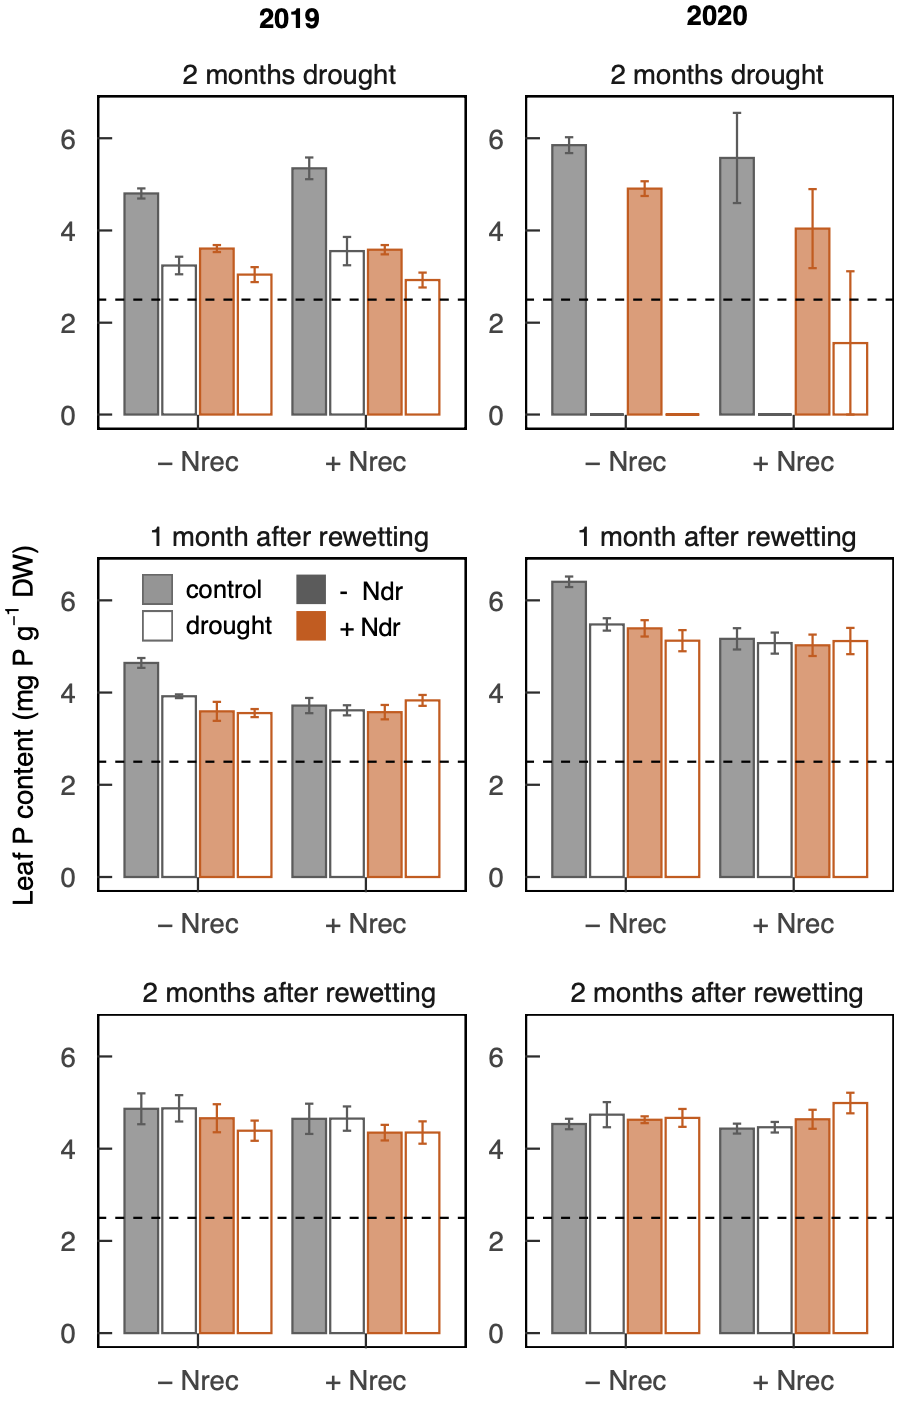 2019 2020
2 months drought 2 months drought
6 6
4 4
2 2
0 0
– Nrec + Nrec – Nrec + Nrec
Leaf P content (mg P g⁻¹ DW)
1 month after rewetting 1 month after rewetting
control - Ndr
drought + Ndr
6 6
4 4
2 2
0 0
– Nrec + Nrec – Nrec + Nrec
2 months after rewetting 2 months after rewetting
6 6
4 4
2 2
0 0
– Nrec + Nrec – Nrec + Nrec